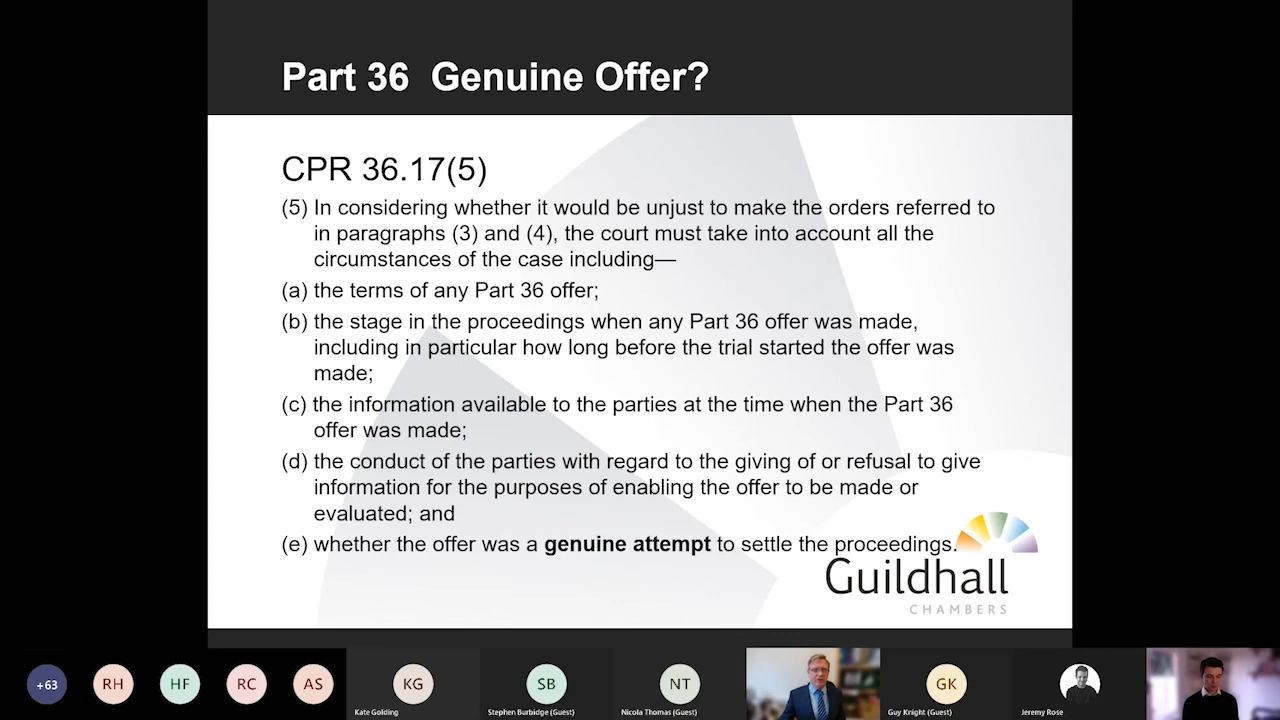 Part 36 Genuine Offer?
CPR 36.17(5)
(5) In considering whether it would be unjust to make the orders referred to
in paragraphs (3) and (4), the court must take into account all the
circumstances of the case including—
(a) the terms of any Part 36 offer;
(b) the stage in the proceedings when any Part 36 offer was made,
including in particular how long before the trial started the offer was
made;
(c) the information available to the parties at the time when the Part 36
offer was made;
(d) the conduct of the parties with regard to the giving of or refusal to give
information for the purposes of enabling the offer to be made or
evaluated; and
(e) whether the offer was a genuine attempt to settle the proceedings.
Guildhall
CHAMBERS
+63
RH
HF
RC
AS
KG
Kate Golding
SB
Stephen Burbidge (Guest)
NT
Nicola Thomas (Guest)
GK
Guy Knight (Guest)
Jeremy Rose